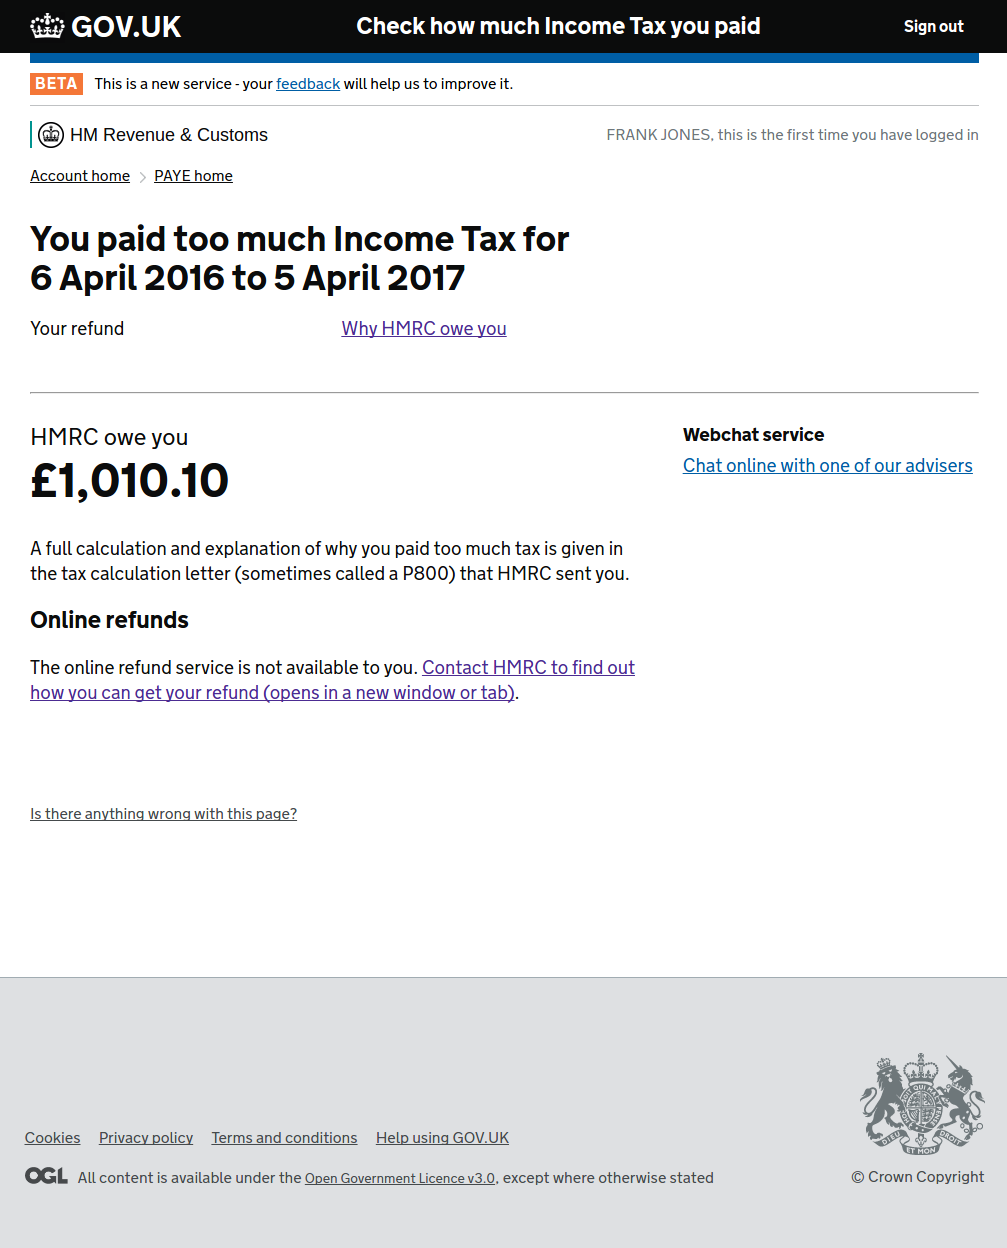 GOV.UK
Check how much Income Tax you paid
Sign out
BETA This is a new service - your feedback will help us to improve it.
HM Revenue & Customs
FRANK JONES, this is the first time you have logged in
Account home
PAYE home
You paid too much Income Tax for
6 April 2016 to 5 April 2017
Your refund
Why HMRC owe you
HMRC owe you
£1,010.10
Webchat service
Chat online with one of our advisers
A full calculation and explanation of why you paid too much tax is given in
the tax calculation letter (sometimes called a P800) that HMRC sent you.
Online refunds
The online refund service is not available to you. Contact HMRC to find out
how you can get your refund (opens in a new window or tab).
Is there anything wrong with this page?
Cookies
Privacy policy
Terms and conditions
Help using GOV.UK
OGL All content is available under the Open Government Licence v3.0, except where otherwise stated
DIEU ET MON DROIT
© Crown Copyright